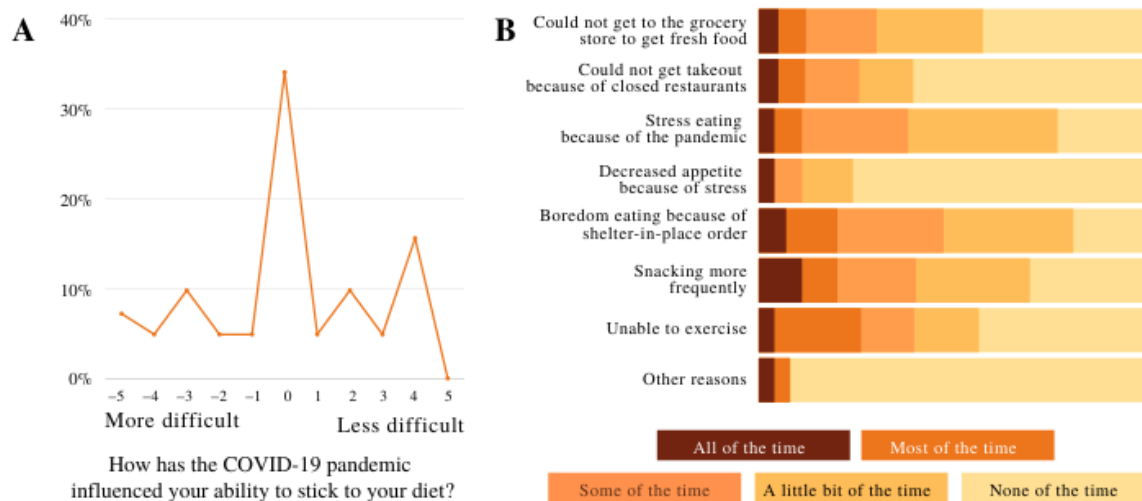 A
40%
30%
20%
10%
0%
−5 −4 −3 −2 −1 0 1 2 3 4 5
More difficult Less difficult
How has the COVID-19 pandemic
influenced your ability to stick to your diet?
B
Could not get to the grocery
store to get fresh food
Could not get takeout
because of closed restaurants
Stress eating
because of the pandemic
Decreased appetite
because of stress
Boredom eating because of
shelter-in-place order
Snacking more
frequently
Unable to exercise
Other reasons
All of the time Most of the time
Some of the time A little bit of the time None of the time